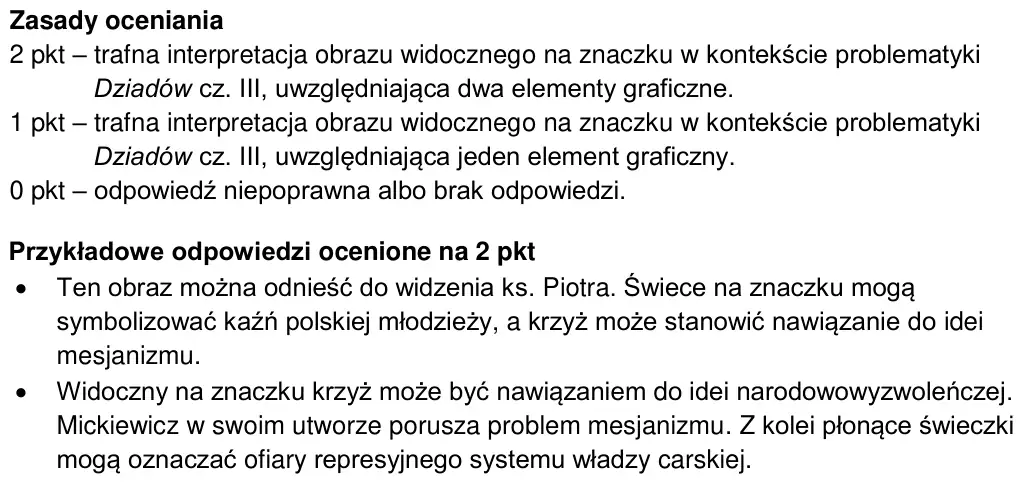 Zasady oceniania
2 pkt – trafna interpretacja obrazu widocznego na znaczku w kontekście problematyki
Dziadów cz. III, uwzględniająca dwa elementy graficzne.
1 pkt – trafna interpretacja obrazu widocznego na znaczku w kontekście problematyki
Dziadów cz. III, uwzględniająca jeden element graficzny.
0 pkt – odpowiedź niepoprawna albo brak odpowiedzi.
Przykładowe odpowiedzi ocenione na 2 pkt
• Ten obraz można odnieść do widzenia ks. Piotra. Świece na znaczku mogą
symbolizować kaźń polskiej młodzieży, a krzyż może stanowić nawiązanie do idei
mesjanizmu.
• Widoczny na znaczku krzyż może być nawiązaniem do idei narodowowyzwoleńczej.
Mickiewicz w swoim utworze porusza problem mesjanizmu. Z kolei płonące świeczki
mogą oznaczać ofiary represyjnego systemu władzy carskiej.